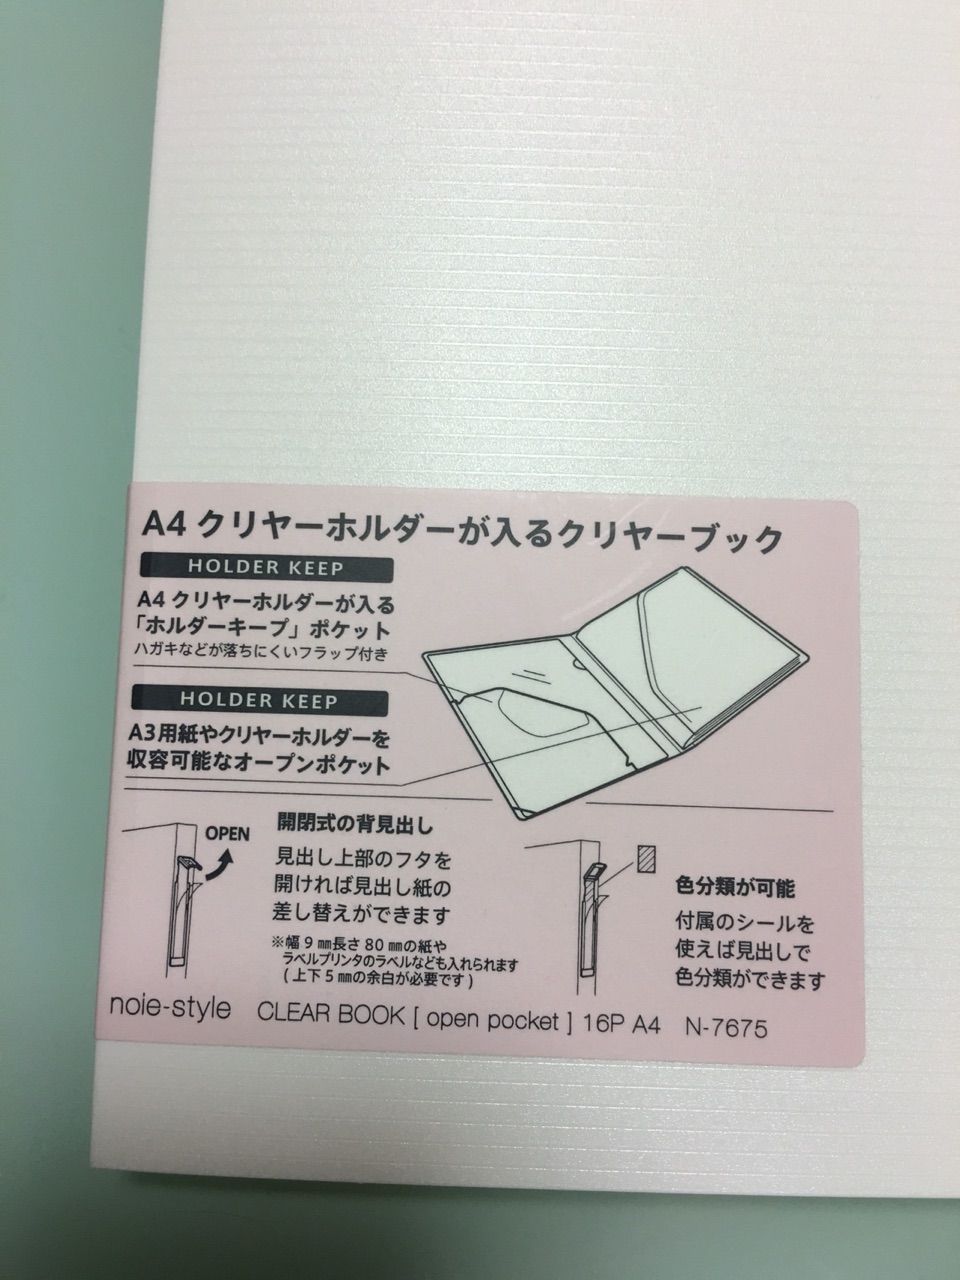 A4クリヤーホルダーが入るクリヤーブック
HOLDER KEEP
A4クリヤーホルダーが入る
「ホルダーキープ」ポケット
ハガキなどが落ちにくいフラップ付き
HOLDER KEEP
A3用紙やクリヤーホルダーを
収容可能なオープンポケット
OPEN
開閉式の背見出し
見出し上部のフタを
開ければ見出し紙の
差し替えができます
※幅9㎜長さ80㎜の紙や
ラベルプリンタのラベルなども入れられます
(上下5㎜の余白が必要です)
色分類が可能
付属のシールを
使えば見出しで
色分類ができます
noie-style CLEAR BOOK [ open pocket ] 16P A4 N-7675